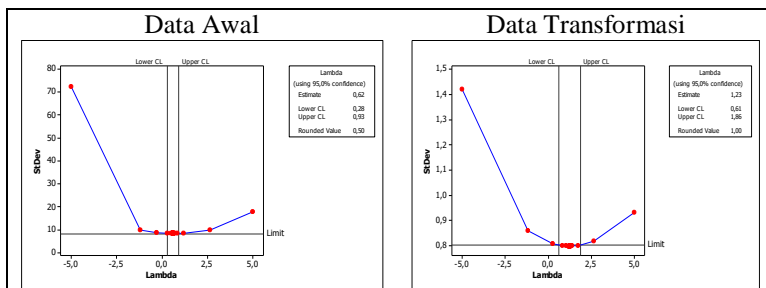 Data Awal
Lower CL Upper CL
80
70
60
50
40
30
20
10
0
StDev
-5,0 -2,5 0,0 2,5 5,0
Lambda
Limit
Lambda
(using 95,0% confidence)
Estimate 0,62
Lower CL 0,28
Upper CL 0,93
Rounded Value 0,50
Data Transformasi
Lower CL Upper CL
1,5
1,4
1,3
1,2
1,1
1,0
0,9
0,8
StDev
-5,0 -2,5 0,0 2,5 5,0
Lambda
Limit
Lambda
(using 95,0% confidence)
Estimate 1,23
Lower CL 0,61
Upper CL 1,86
Rounded Value 1,00